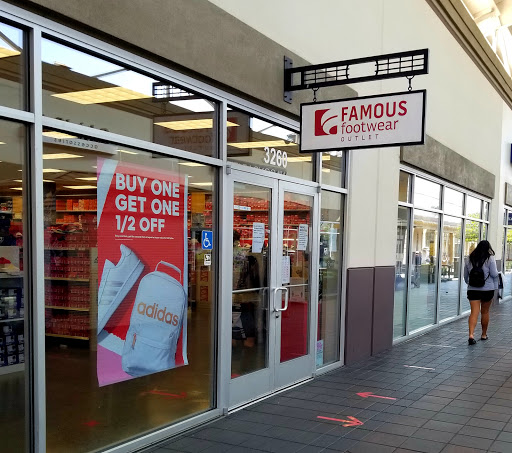 FAMOUS
footwear
OUTLET
3266
BUY ONE
GET ONE
1/2 OFF
adidas